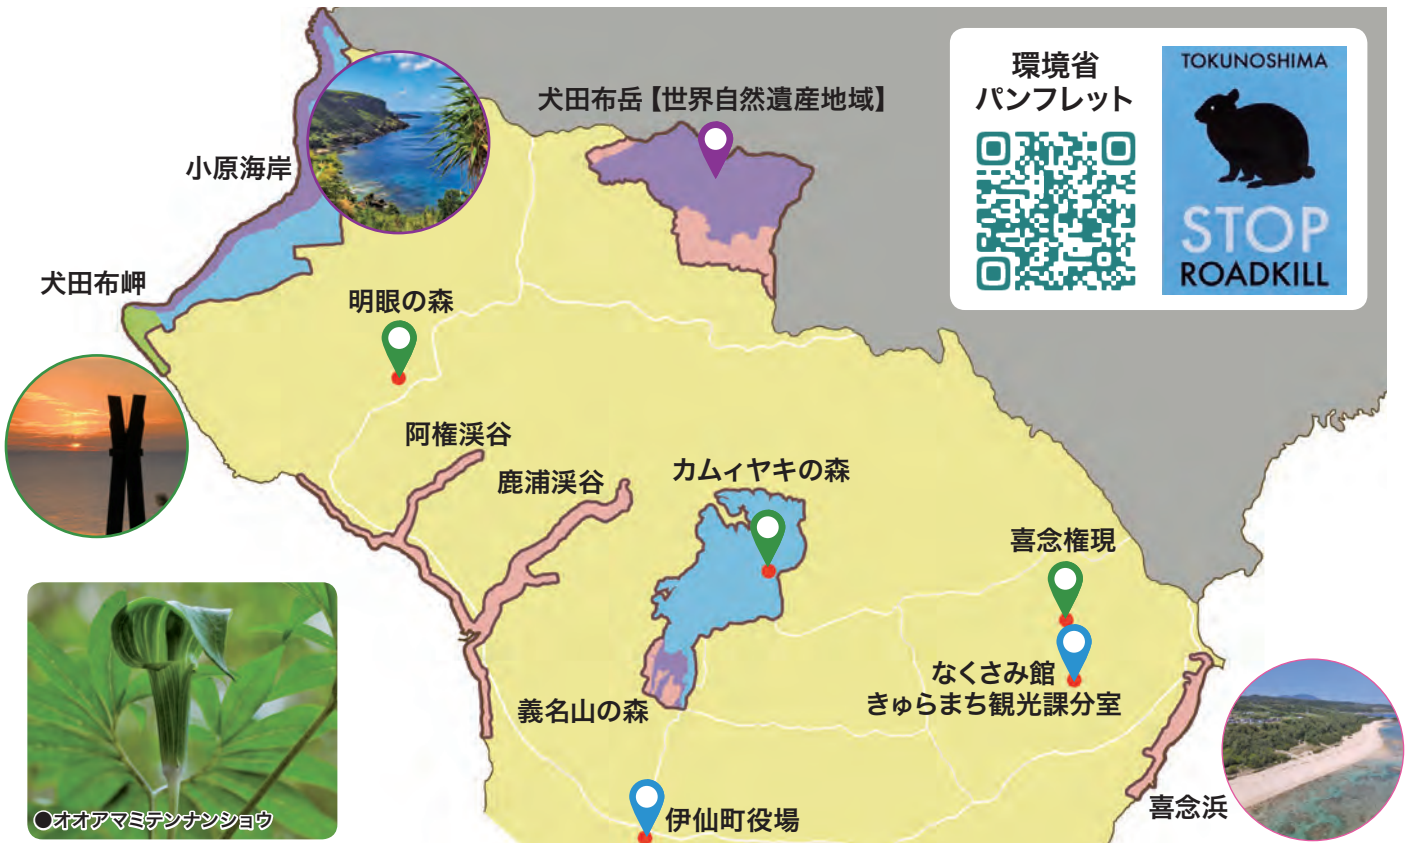 環境省
パンフレット
TOKUNOSHIMA
STOP
ROADKILL
犬田布岳【世界自然遺産地域】
小原海岸
犬田布岬
明眼の森
阿権渓谷
鹿浦渓谷
カムィヤキの森
喜念権現
なくさみ館
きゅらまち観光課分室
義名山の森
喜念浜
伊仙町役場
●オオアマミテンナンショウ